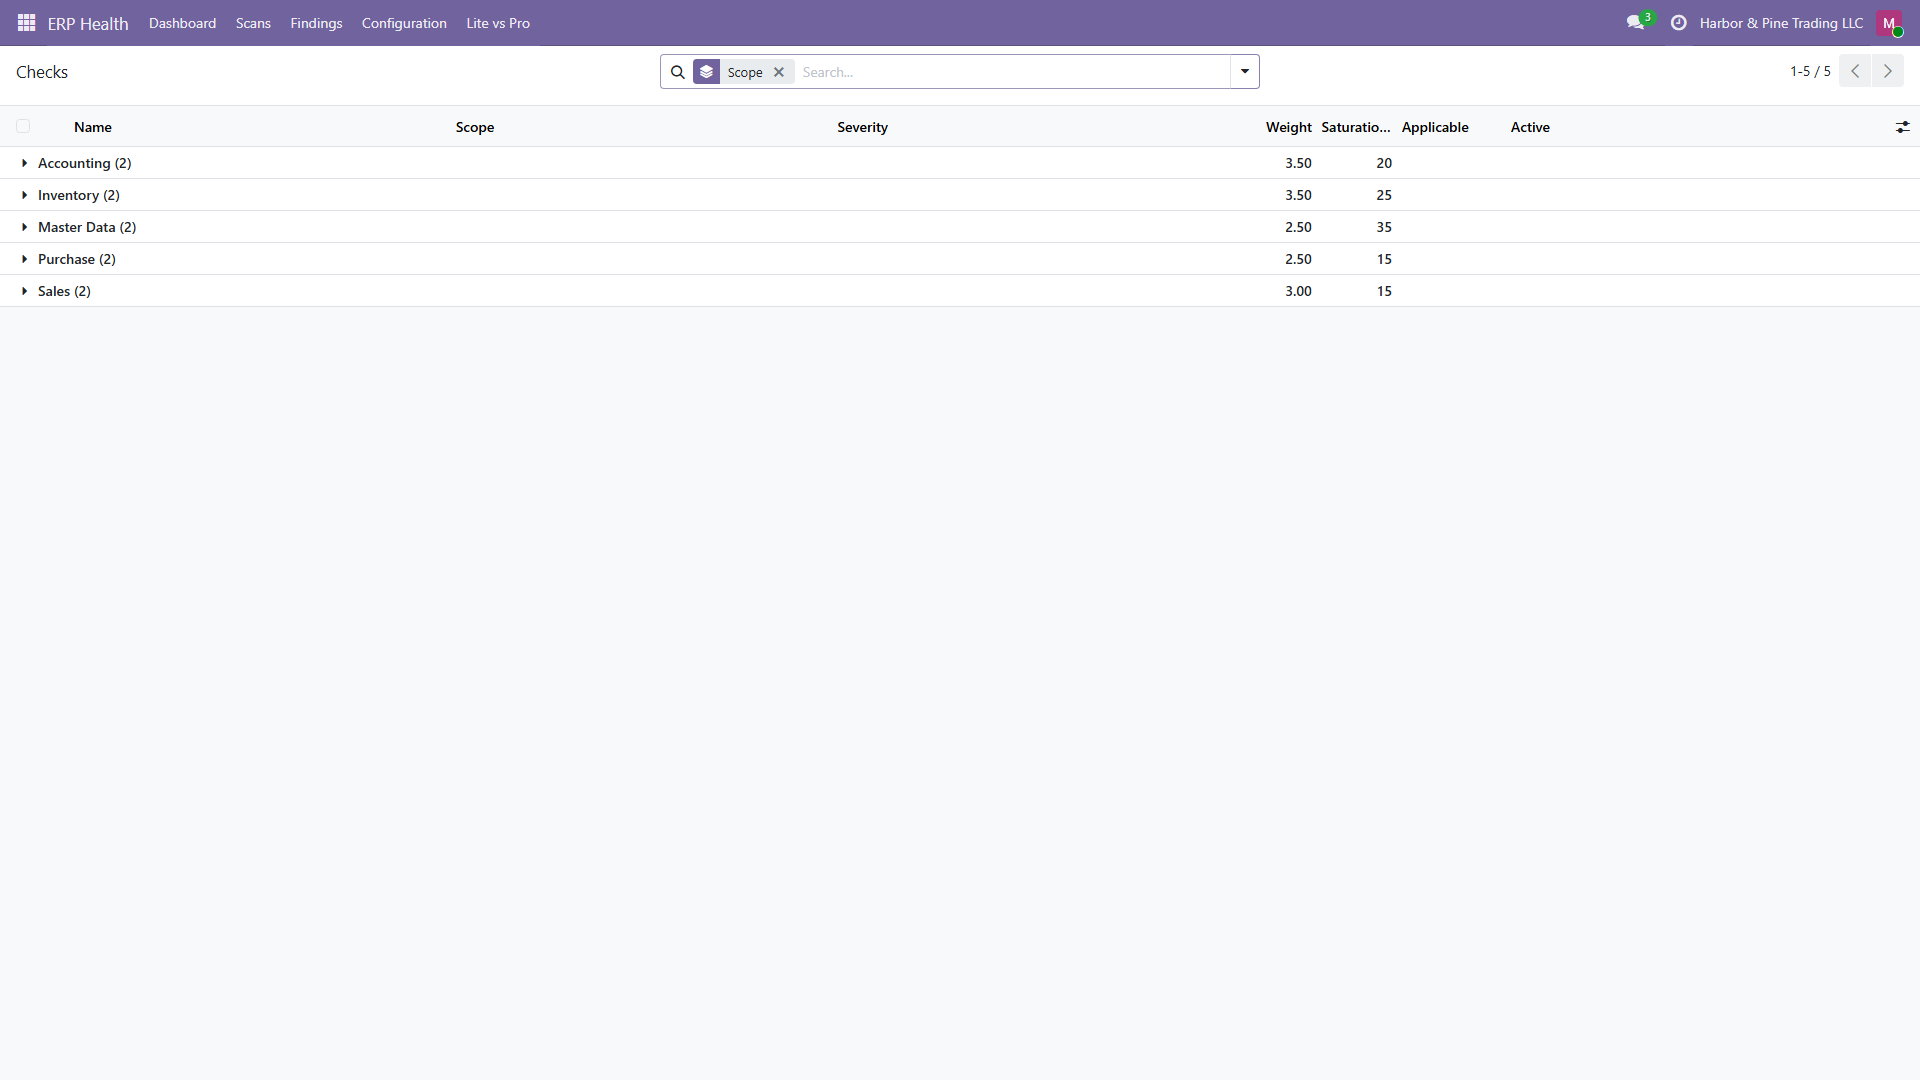 ERP Health Dashboard Scans Findings Configuration Lite vs Pro 3 Harbor & Pine Trading LLC M
Checks Scope Search... 1-5 / 5
Name Scope Severity Weight Saturatio... Applicable Active
Accounting (2) 3.50 20
Inventory (2) 3.50 25
Master Data (2) 2.50 35
Purchase (2) 2.50 15
Sales (2) 3.00 15